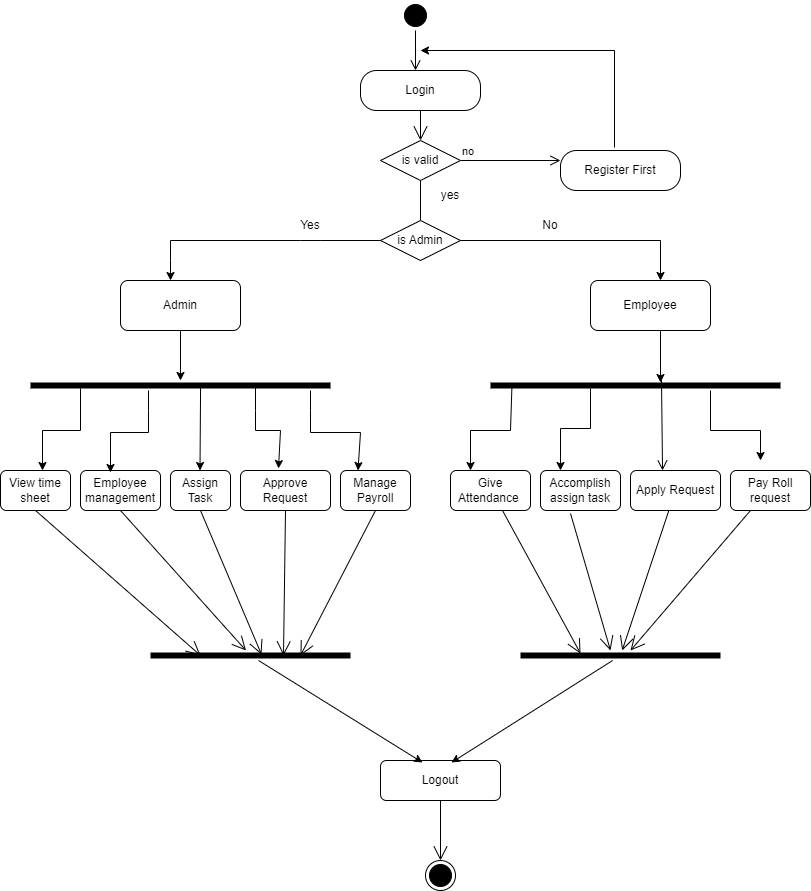 Login
is valid
no
Register First
yes
Yes
is Admin
No
Admin
Employee
View time
sheet
Employee
management
Assign
Task
Approve
Request
Manage
Payroll
Give
Attendance
Accomplish
assign task
Apply Request
Pay Roll
request
Logout